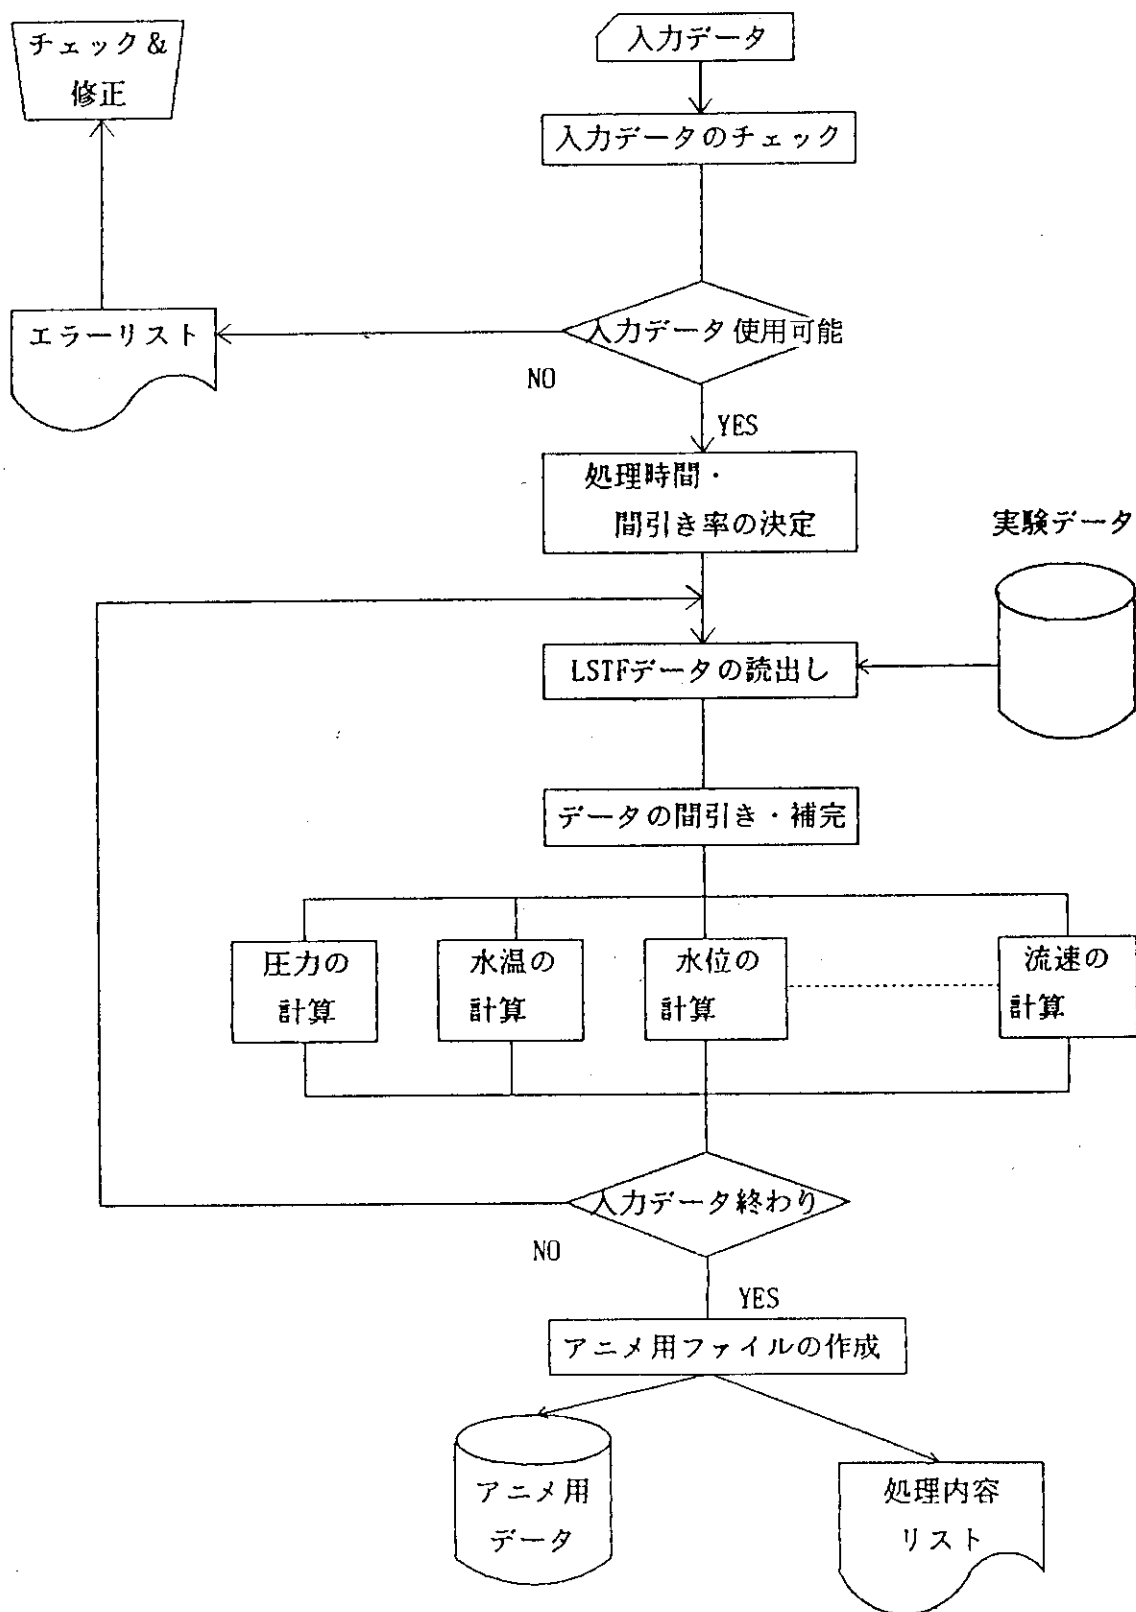 チェック&
修正
入力データ
入力データのチェック
エラーリスト
入力データ使用可能
NO
YES
処理時間・
間引き率の決定
実験データ
LSTFデータの読出し
データの間引き・補完
圧力の
計算
水温の
計算
水位の
計算
流速の
計算
入力データ終わり
NO
YES
アニメ用ファイルの作成
アニメ用
データ
処理内容
リスト